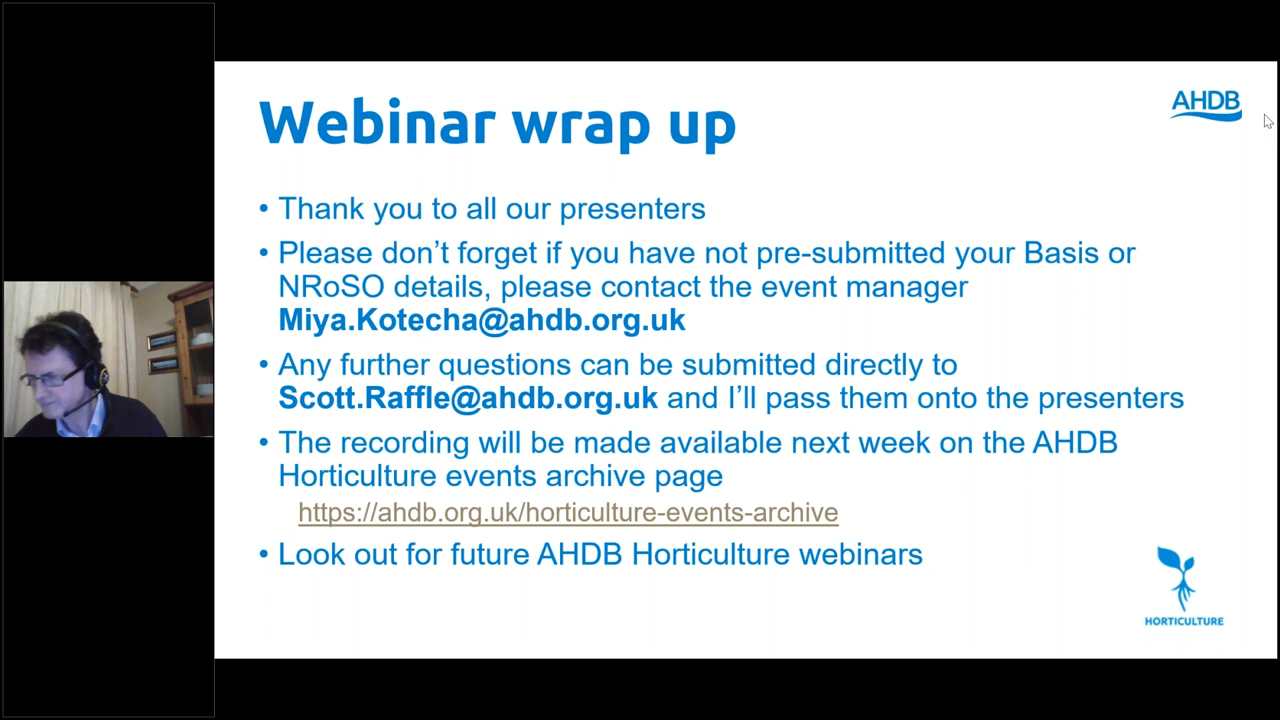 Webinar wrap up
AHDB
• Thank you to all our presenters
• Please don’t forget if you have not pre-submitted your Basis or
NRoSO details, please contact the event manager
Miya.Kotecha@ahdb.org.uk
• Any further questions can be submitted directly to
Scott.Raffle@ahdb.org.uk and I’ll pass them onto the presenters
• The recording will be made available next week on the AHDB
Horticulture events archive page
https://ahdb.org.uk/horticulture-events-archive
• Look out for future AHDB Horticulture webinars
HORTICULTURE